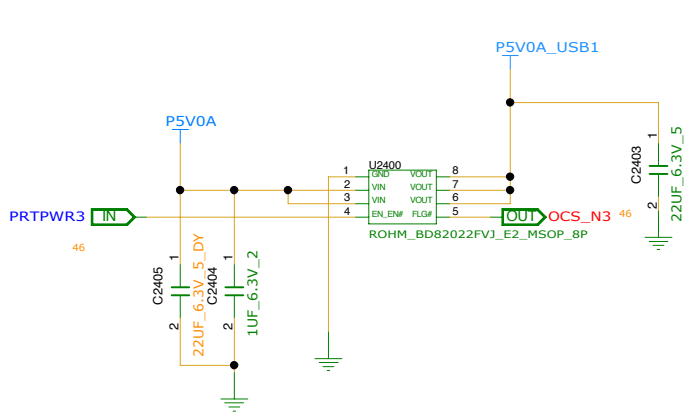 P5V0A_USB1
P5V0A
U2400
1 GND VOUT 8
2 VIN VOUT 7
3 VIN VOUT 6
4 EN_EN# FLG# 5
PRTPWR3 IN
OUT OCS_N3 46
ROHM_BD82022FVJ_E2_MSOP_8P
46
1
C2403
2
22UF_6.3V_5
1
C2405
2
22UF_6.3V_5_DY
1
C2404
2
1UF_6.3V_2